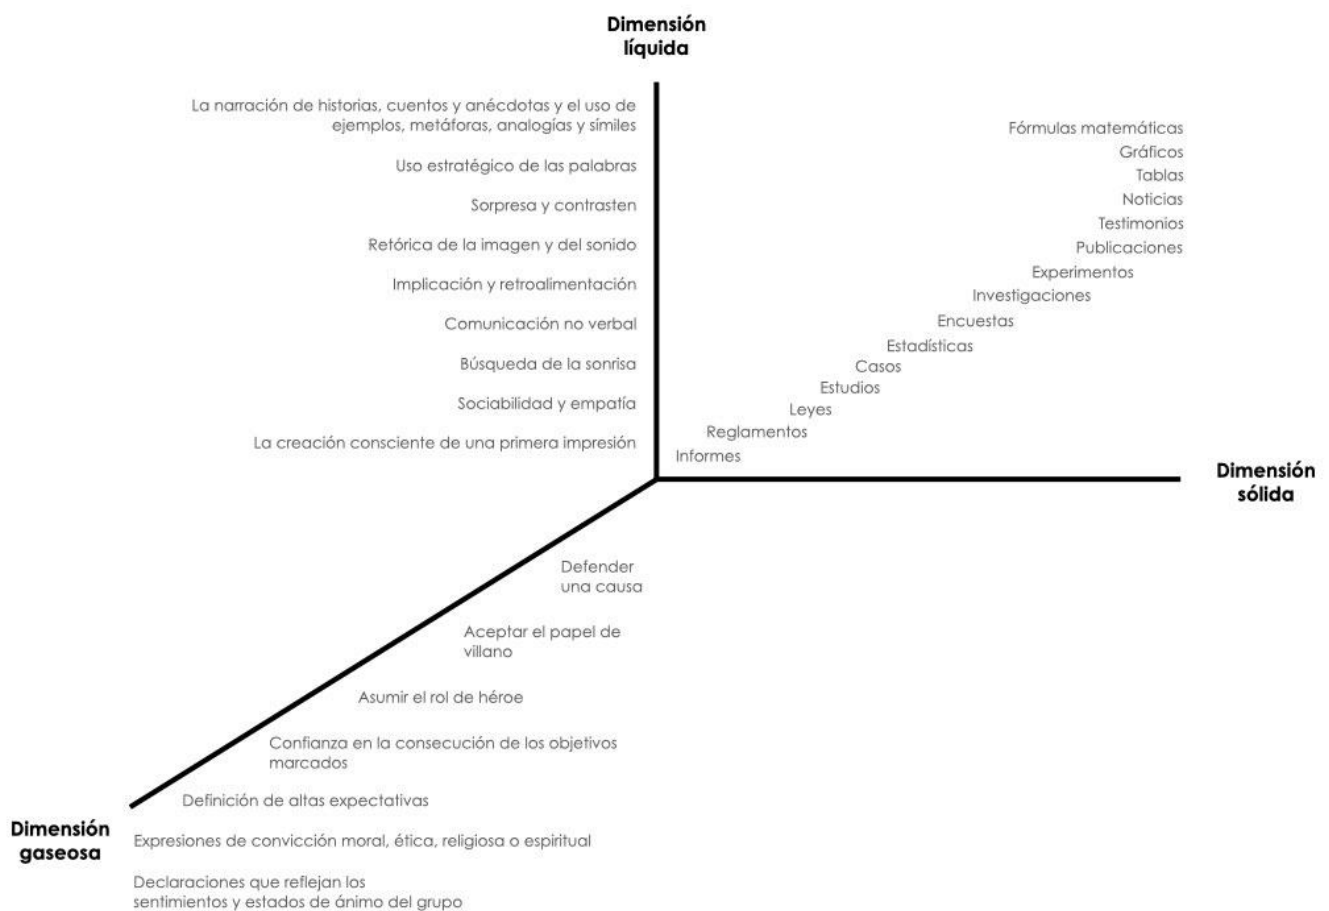 Dimensión
líquida
La narración de historias, cuentos y anécdotas y el uso de
ejemplos, metáforas, analogías y símiles
Uso estratégico de las palabras
Sorpresa y contrasten
Retórica de la imagen y del sonido
Implicación y retroalimentación
Comunicación no verbal
Búsqueda de la sonrisa
Sociabilidad y empatía
La creación consciente de una primera impresión
Fórmulas matemáticas
Gráficos
Tablas
Noticias
Testimonios
Publicaciones
Experimentos
Investigaciones
Encuestas
Estadísticas
Casos
Estudios
Leyes
Reglamentos
Informes
Dimensión
sólida
Defender
una causa
Aceptar el papel de
villano
Asumir el rol de héroe
Confianza en la consecución de los objetivos
marcados
Definición de altas expectativas
Dimensión
gaseosa
Expresiones de convicción moral, ética, religiosa o espiritual
Declaraciones que reflejan los
sentimientos y estados de ánimo del grupo